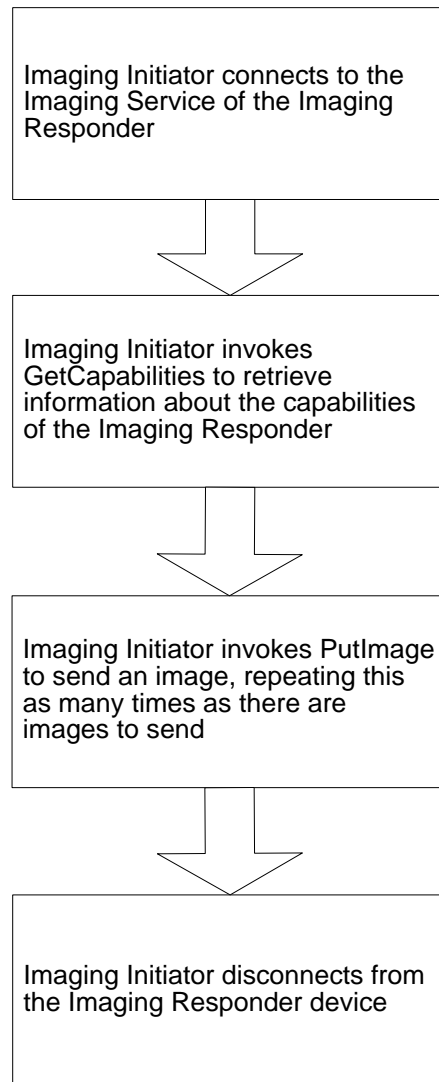 Imaging Initiator connects to the
Imaging Service of the Imaging
Responder
Imaging Initiator invokes
GetCapabilities to retrieve
information about the capabilities
of the Imaging Responder
Imaging Initiator invokes PutImage
to send an image, repeating this
as many times as there are
images to send
Imaging Initiator disconnects from
the Imaging Responder device